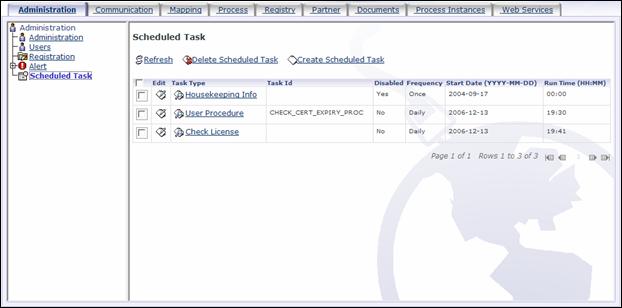 Administration Communication Mapping Process Registry Partner Documents Process Instances Web Services
Administration
Administration
Users
Registration
Alert
Scheduled Task
Scheduled Task
Refresh Delete Scheduled Task Create Scheduled Task
Edit Task Type Task Id Disabled Frequency Start Date (YYYY-MM-DD) Run Time (HH:MM)
Housekeeping Info Yes Once 2004-09-17 00:00
User Procedure CHECK_CERT_EXPIRY_PROC No Daily 2006-12-13 19:30
Check License No Daily 2006-12-13 19:41
Page 1 of 1 Rows 1 to 3 of 3